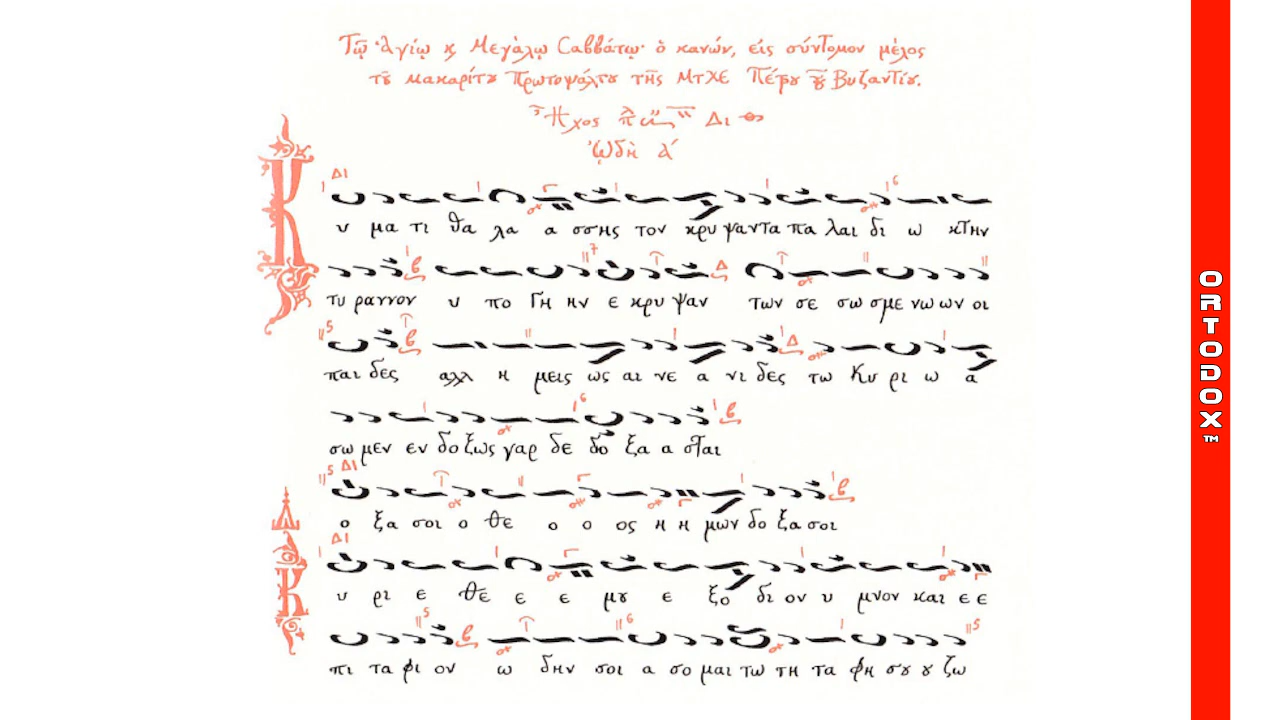 Τῷ Ἁγίῳ ϗ Μεγάλῳ Σαββάτῳ· ὁ κανών, εἰς σύντομον μέλος
τοῦ μακαρίτου Πρωτοψάλτου τῆς ΜΤΧΕ Πέτρου τοῦ Βυζαντίου.
Ἦχος πλ Δι
ᾠδὴ ά
Κ υ μα τι θα λα α σσης τον κρυ ψαντα πα λαι δι ω κτην
τυ ραννον υ πο γη ην ε κρυ ψαν των σε σω σμε νω ων οι
παι δες αλλ η μεις ως αι νε α νι δες τω Κυ ρι ω α
σω μεν εν δο ξως γαρ δε δο ξα α σται
Δ ο ξα σοι ο θε ο ο ος η η μων δο ξα σοι
Κ υ ρι ε θε ε ε μου ε ξο δι ον υ μνον και ε ε
πι τα φι ον ω δην σοι α σο μαι τω τη τα φη σου ου ζω
ORTODOX™